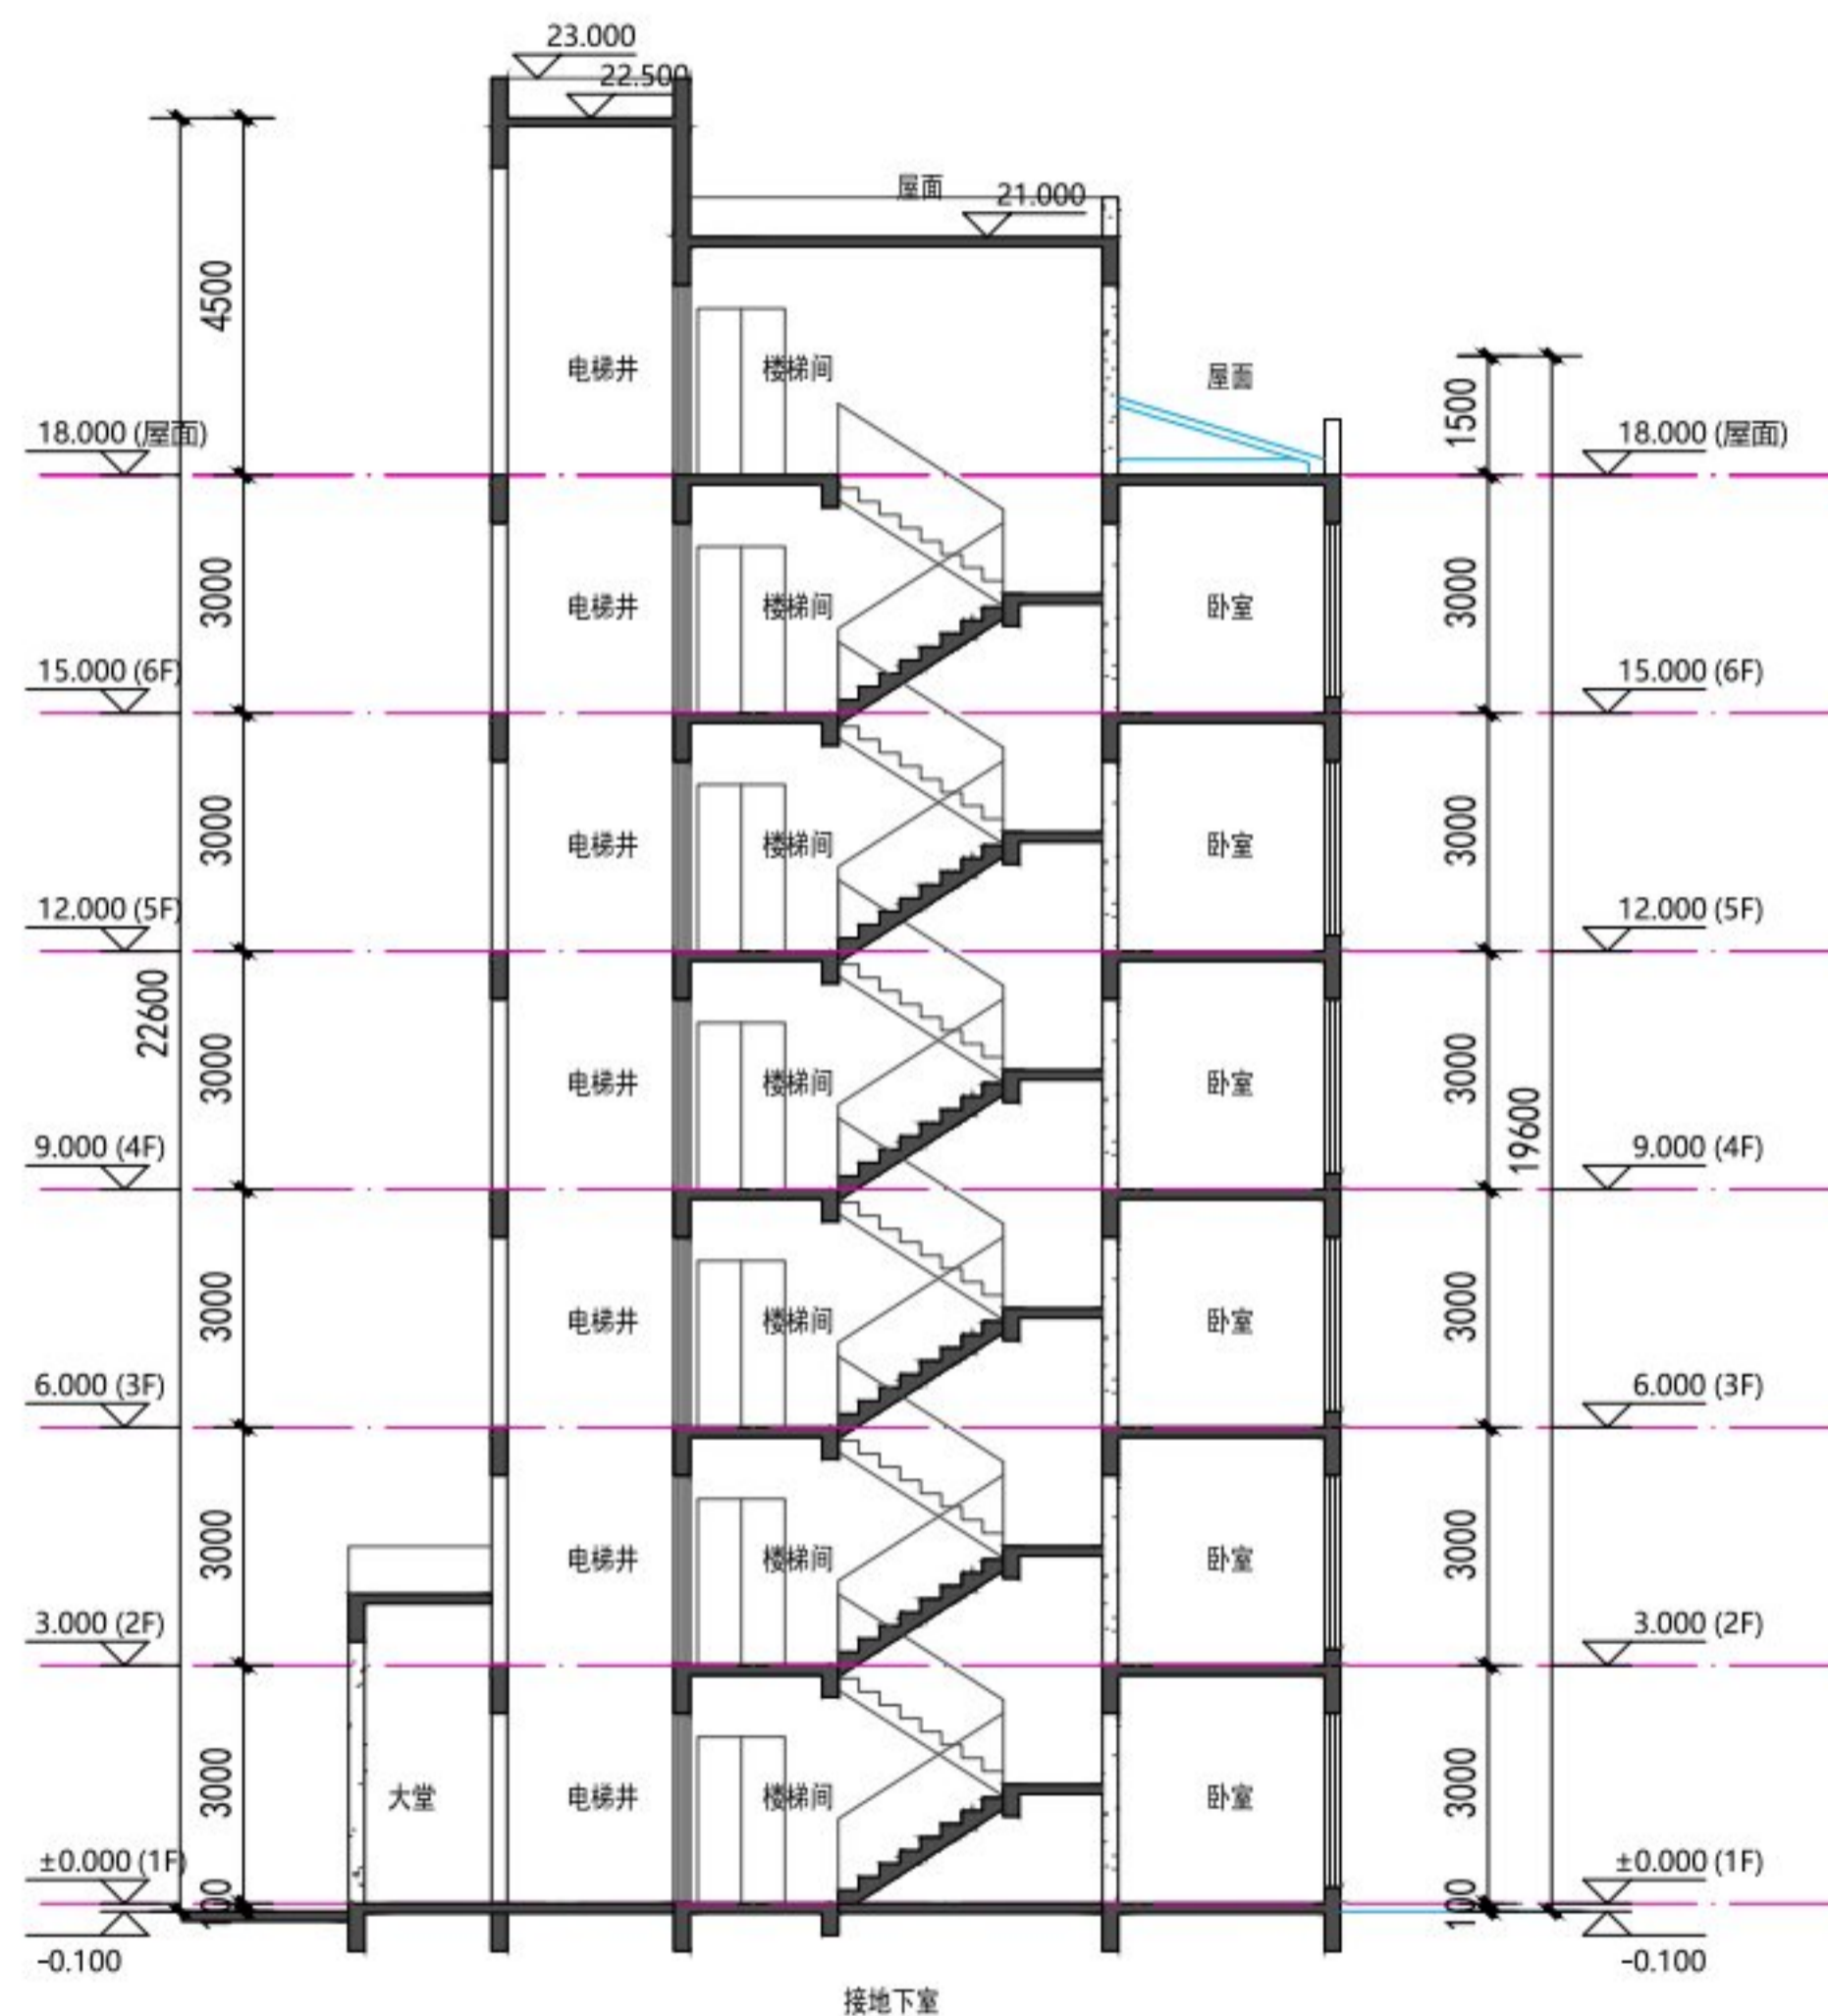 23.000
22.500
屋面
21.000
4500
电梯井
楼梯间
屋面
1500
18.000 (屋面)
18.000 (屋面)
3000
电梯井
楼梯间
卧室
3000
15.000 (6F)
15.000 (6F)
3000
电梯井
楼梯间
卧室
3000
12.000 (5F)
12.000 (5F)
22600
3000
电梯井
楼梯间
卧室
3000
19600
9.000 (4F)
9.000 (4F)
3000
电梯井
楼梯间
卧室
3000
6.000 (3F)
6.000 (3F)
3000
电梯井
楼梯间
卧室
3000
3.000 (2F)
3.000 (2F)
3000
大堂
电梯井
楼梯间
卧室
3000
±0.000 (1F)
±0.000 (1F)
100
100
-0.100
-0.100
接地下室